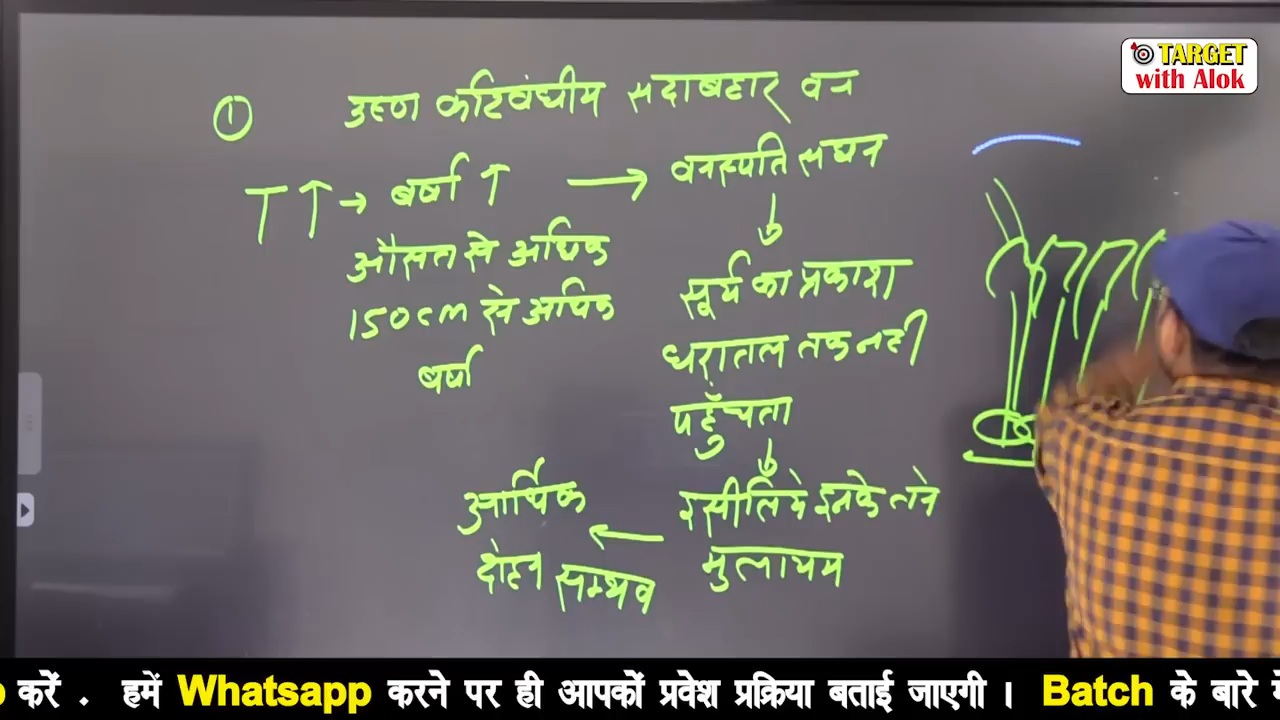 TARGET
with Alok
① उष्ण कटिबंधीय सदाबहार वन
T↑ → बर्षा ↑ → वनस्पति सघन
↓
औसत से अधिक
150cm से अधिक
बर्षा
सूर्य का प्रकाश
धरातल तक नही
पहुँचता
↓
इसीलिये इनके तने
मुलायम
←
आर्थिक
दोहन सम्भव
करें . हमें Whatsapp करने पर ही आपकों प्रवेश प्रक्रिया बताई जाएगी । Batch के बारे